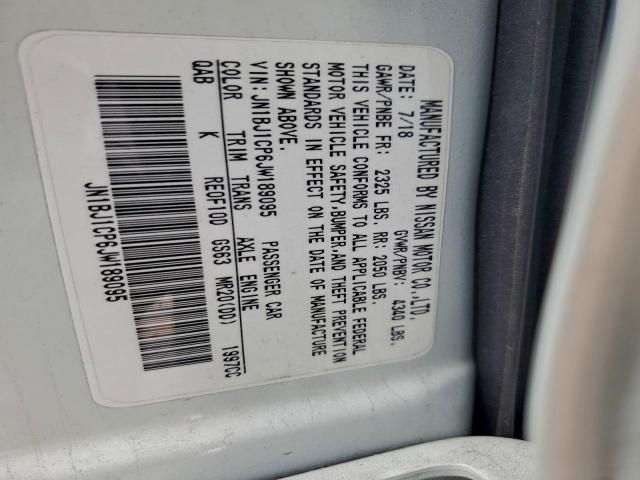 MANUFACTURED BY NISSAN MOTOR CO.,LTD.
DATE: 7/18 GVWR/PNBV: 4340 LBS.
GAWR/PNBE FR: 2325 LBS. RR: 2050 LBS.
THIS VEHICLE CONFORMS TO ALL APPLICABLE FEDERAL
MOTOR VEHICLE SAFETY,BUMPER,AND THEFT PREVENTION
STANDARDS IN EFFECT ON THE DATE OF MANUFACTURE
SHOWN ABOVE.
VIN:JN1BJ1CP6JW189095 PASSENGER CAR
COLOR TRIM TRANS AXLE ENGINE
QAB K RE0F10D GS63 MR20(DD) 1997CC
JN1BJ1CP6JW189095